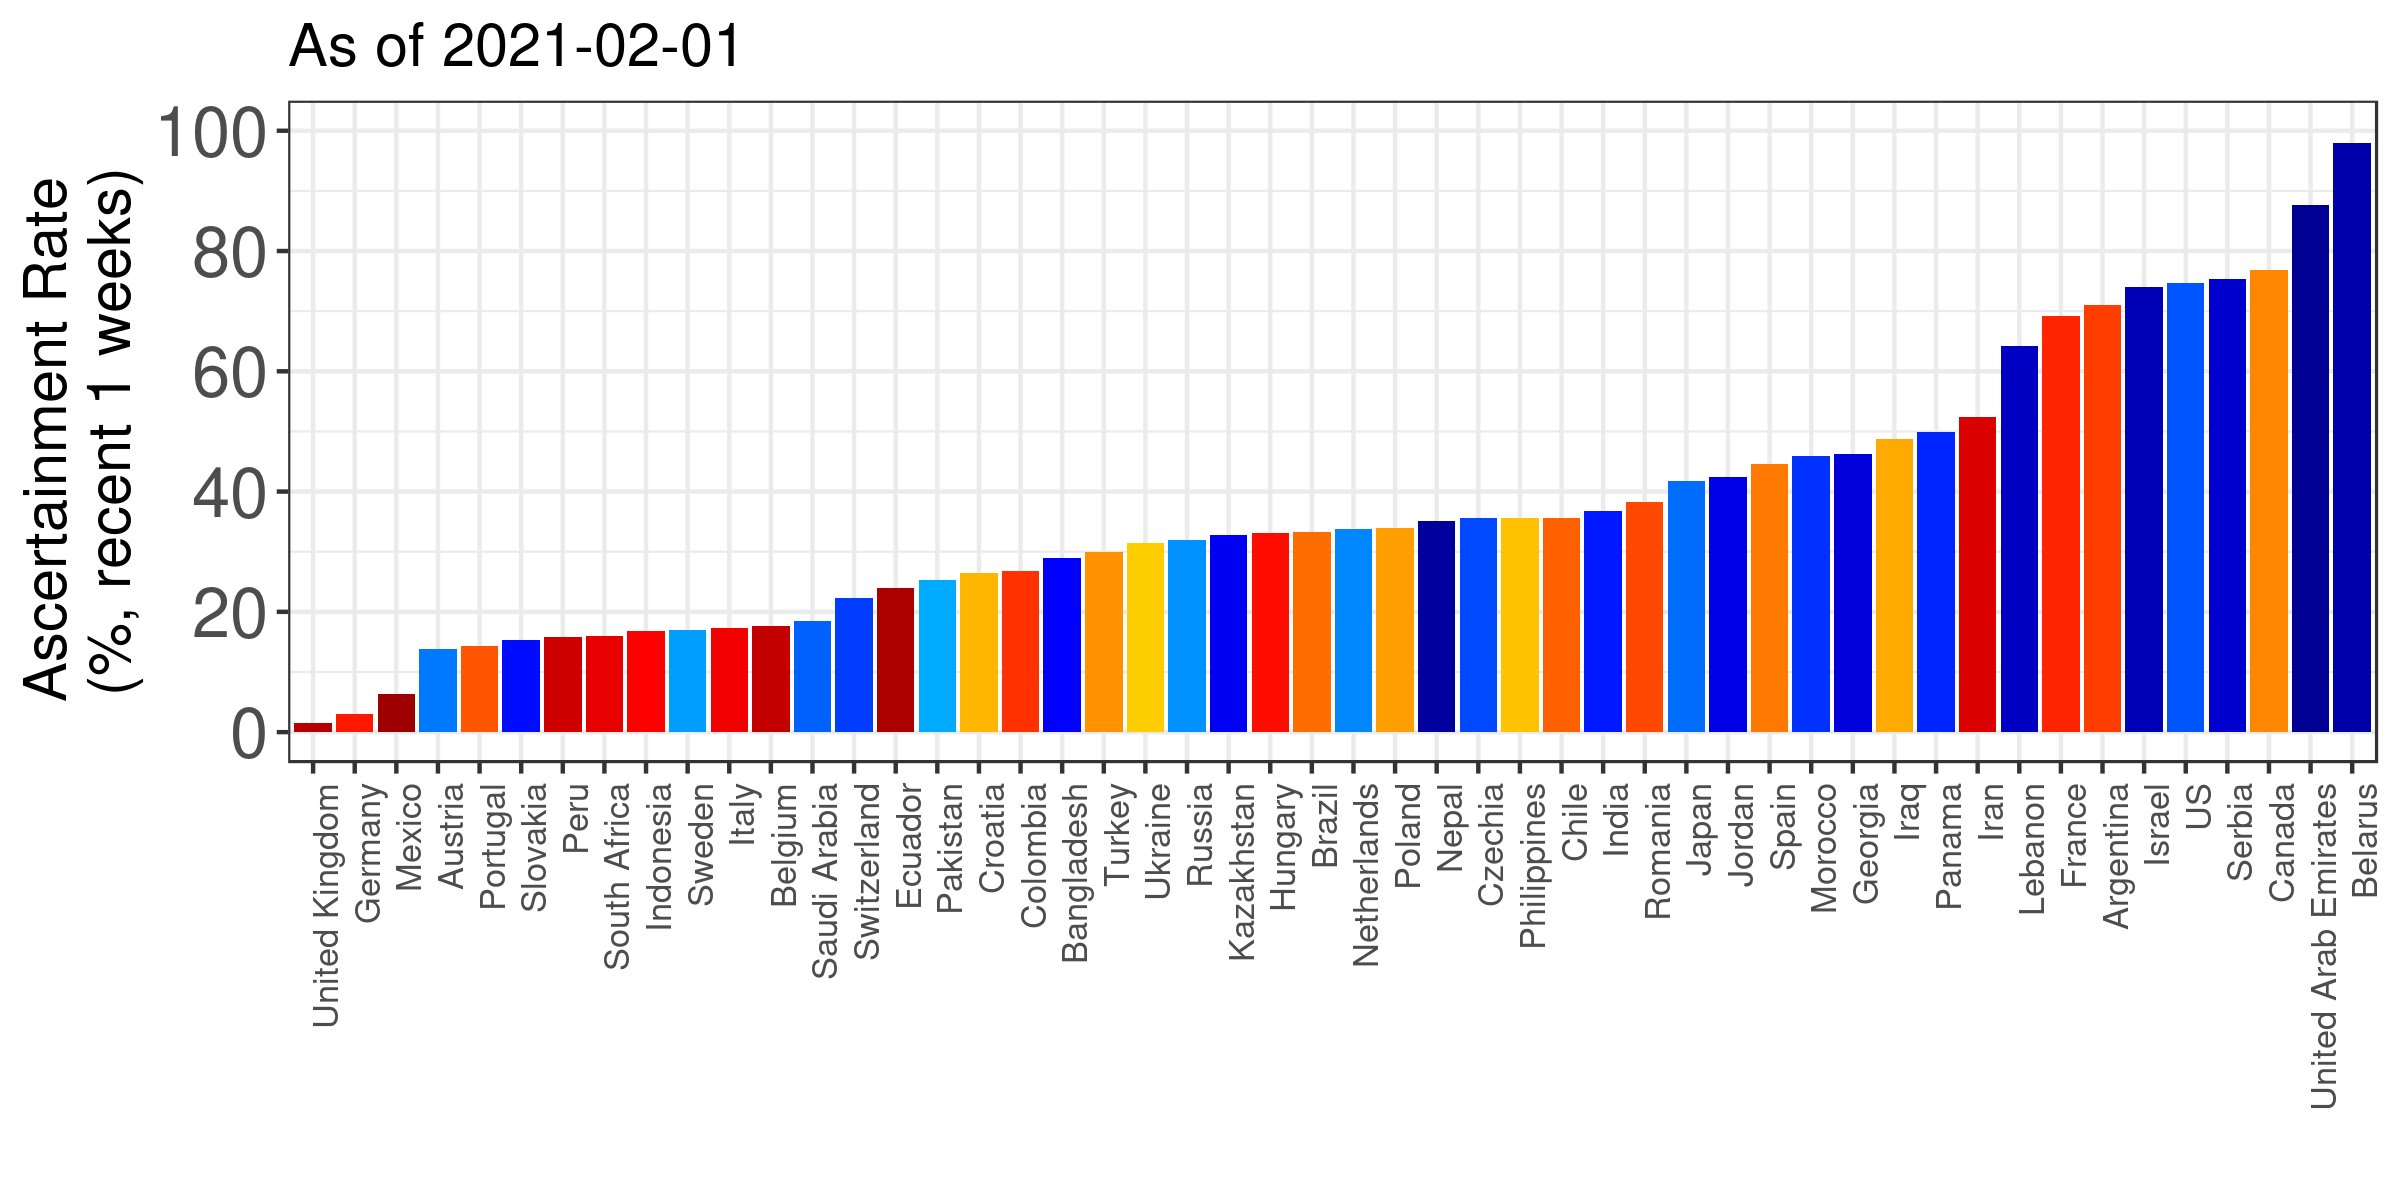 As of 2021-02-01
Ascertainment Rate
(%, recent 1 weeks)
100
80
60
40
20
0
United Kingdom
Germany
Mexico
Austria
Portugal
Slovakia
Peru
South Africa
Indonesia
Sweden
Italy
Belgium
Saudi Arabia
Switzerland
Ecuador
Pakistan
Croatia
Colombia
Bangladesh
Turkey
Ukraine
Russia
Kazakhstan
Hungary
Brazil
Netherlands
Poland
Nepal
Czechia
Philippines
Chile
India
Romania
Japan
Jordan
Spain
Morocco
Georgia
Iraq
Panama
Iran
Lebanon
France
Argentina
Israel
US
Serbia
Canada
United Arab Emirates
Belarus